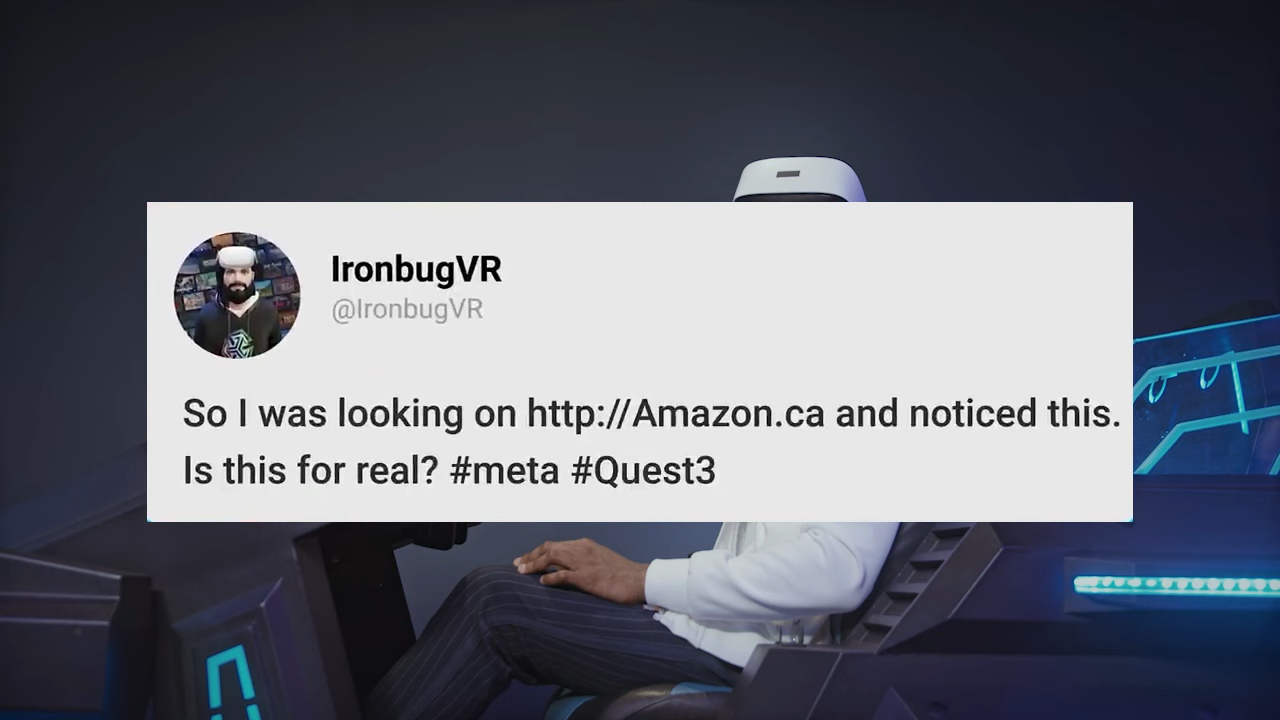 IronbugVR
@IronbugVR
So I was looking on http://Amazon.ca and noticed this.
Is this for real? #meta #Quest3